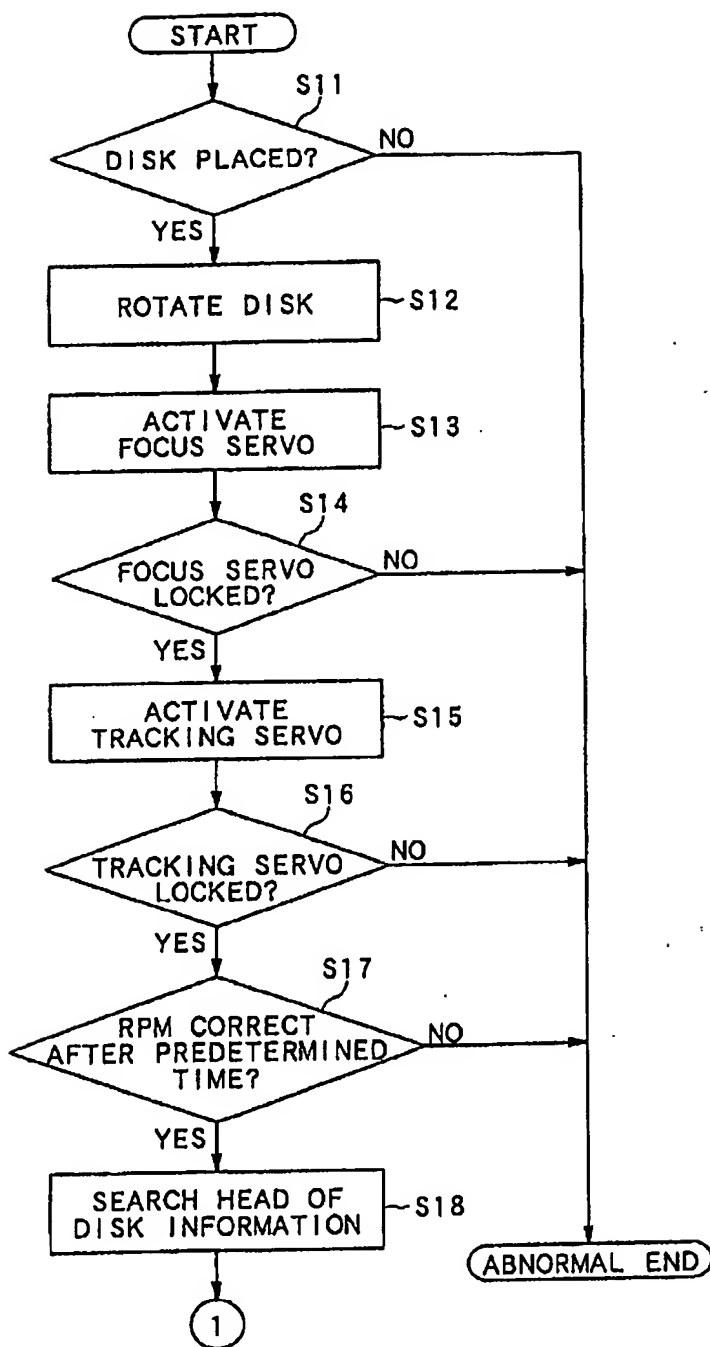 START
S11
DISK PLACED?
NO
YES
ROTATE DISK
S12
ACTIVATE
FOCUS SERVO
S13
S14
FOCUS SERVO
LOCKED?
NO
YES
ACTIVATE
TRACKING SERVO
S15
S16
TRACKING SERVO
LOCKED?
NO
YES
S17
RPM CORRECT
AFTER PREDETERMINED
TIME?
NO
YES
SEARCH HEAD OF
DISK INFORMATION
S18
ABNORMAL END
1